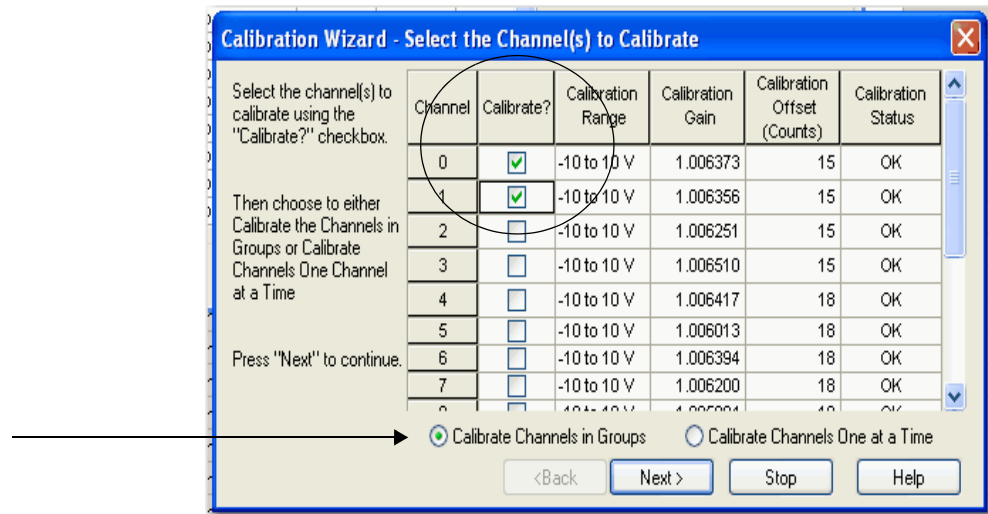 Calibration Wizard - Select the Channel(s) to Calibrate
Select the channel(s) to
calibrate using the
"Calibrate?" checkbox.
Then choose to either
Calibrate the Channels in
Groups or Calibrate
Channels One Channel
at a Time
Press "Next" to continue.
Channel Calibrate? Calibration Range Calibration Gain Calibration Offset (Counts) Calibration Status
0 -10 to 10 V 1.006373 15 OK
1 -10 to 10 V 1.006356 15 OK
2 -10 to 10 V 1.006251 15 OK
3 -10 to 10 V 1.006510 15 OK
4 -10 to 10 V 1.006417 18 OK
5 -10 to 10 V 1.006013 18 OK
6 -10 to 10 V 1.006394 18 OK
7 -10 to 10 V 1.006200 18 OK
Calibrate Channels in Groups Calibrate Channels One at a Time
<Back Next > Stop Help